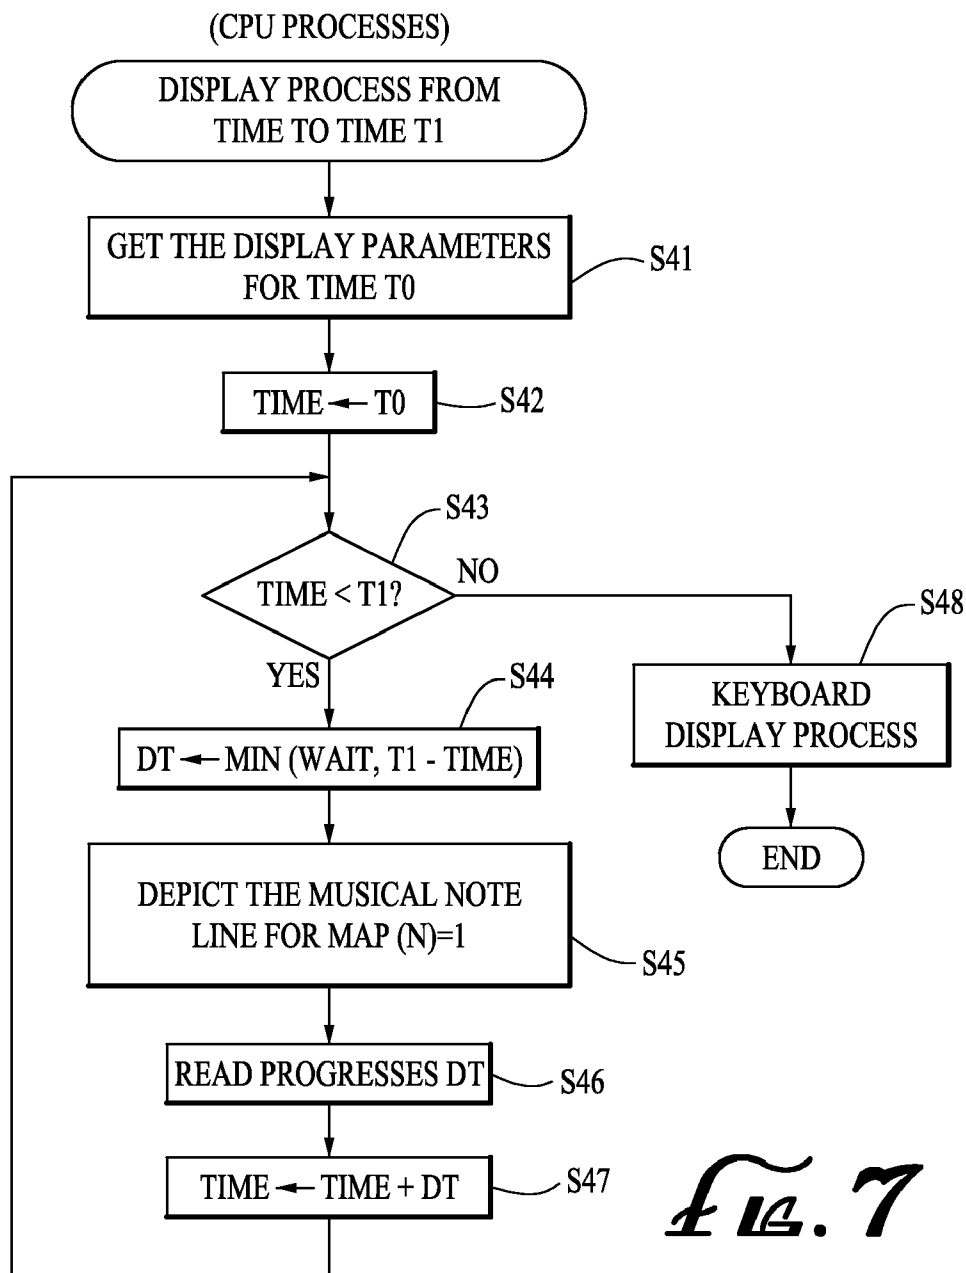 (CPU PROCESSES)
DISPLAY PROCESS FROM
TIME TO TIME T1
GET THE DISPLAY PARAMETERS
FOR TIME T0
S41
TIME ← T0
S42
S43
TIME < T1?
NO
YES
S48
KEYBOARD
DISPLAY PROCESS
END
S44
DT ← MIN (WAIT, T1 - TIME)
DEPICT THE MUSICAL NOTE
LINE FOR MAP (N)=1
S45
READ PROGRESSES DT
S46
TIME ← TIME + DT
S47
FIG. 7